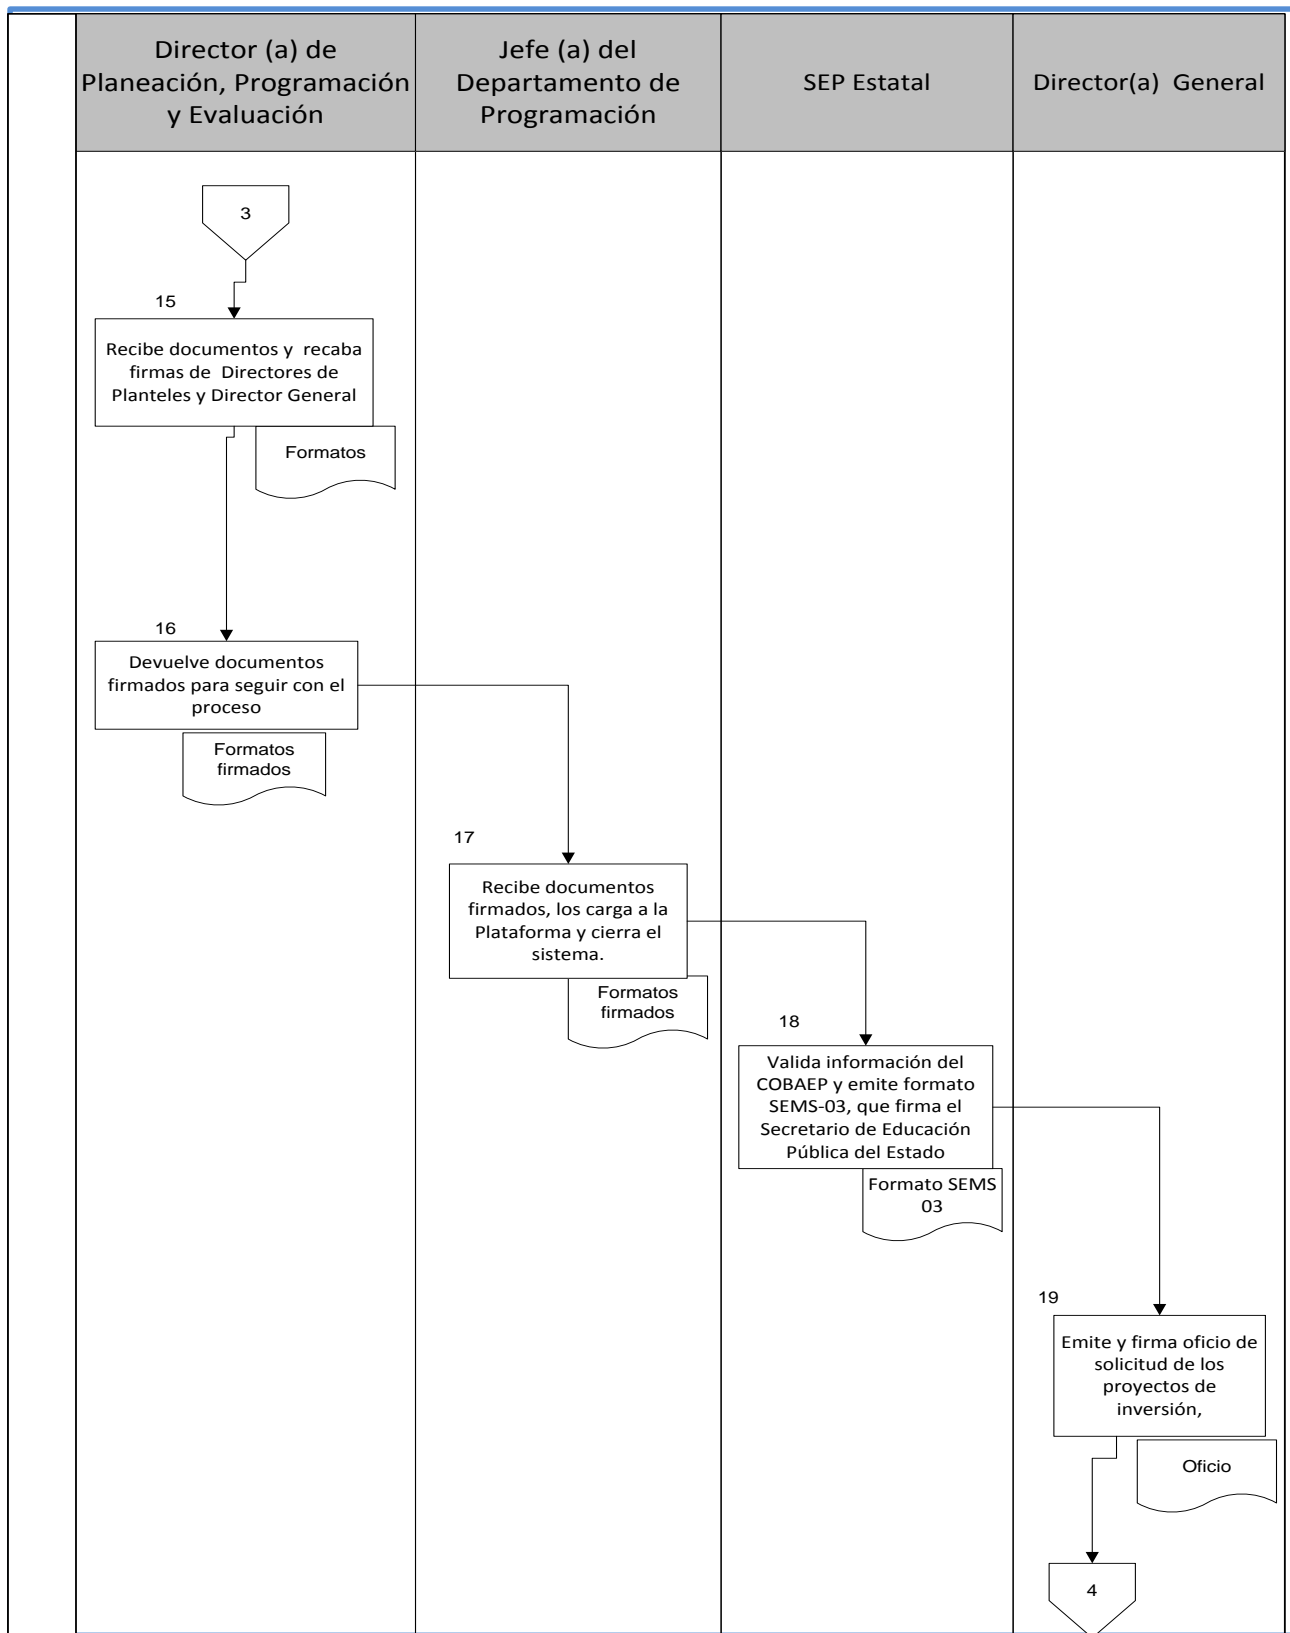 Director (a) de
Planeación, Programación
y Evaluación
Jefe (a) del
Departamento de
Programación
SEP Estatal
Director(a) General
3
15
Recibe documentos y recaba
firmas de Directores de
Planteles y Director General
Formatos
16
Devuelve documentos
firmados para seguir con el
proceso
Formatos
firmados
17
Recibe documentos
firmados, los carga a la
Plataforma y cierra el
sistema.
Formatos
firmados
18
Valida información del
COBAEP y emite formato
SEMS-03, que firma el
Secretario de Educación
Pública del Estado
Formato SEMS
03
19
Emite y firma oficio de
solicitud de los
proyectos de
inversión,
Oficio
4